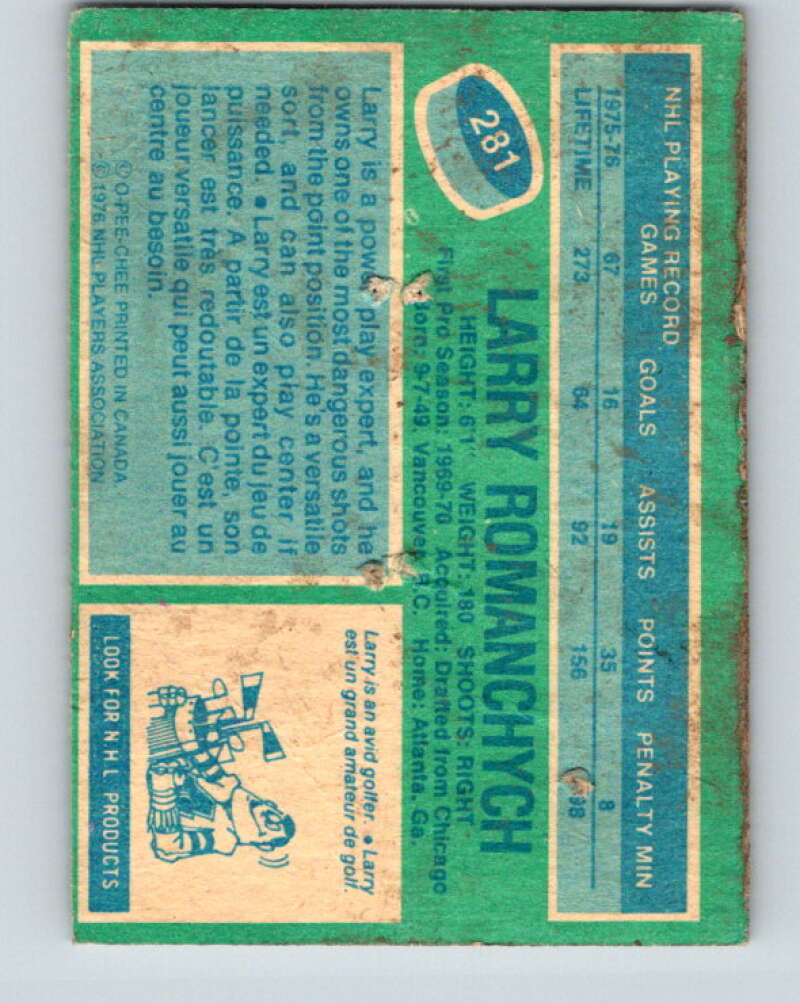 NHL PLAYING RECORD
GAMES GOALS ASSISTS POINTS PENALTY MIN
1975-76 67 16 19 35 8
LIFETIME 273 64 92 156
281
LARRY ROMANCHYCH
HEIGHT: 6'1" WEIGHT: 180 SHOOTS: RIGHT
First Pro Season: 1969-70 Acquired: Drafted from Chicago
Born: 9-7-49 Vancouver, B.C. Home: Atlanta, Ga.
Larry is a power play expert, and he
owns one of the most dangerous shots
from the point position. He's a versatile
sort, and can also play center if
needed. • Larry est un expert du jeu de
puissance. A partir de la pointe, son
lancer est très redoutable. C'est un
joueur versatile qui peut aussi jouer au
centre au besoin.
© O-PEE-CHEE PRINTED IN CANADA
© 1976 NHL PLAYERS ASSOCIATION
Larry is an avid golfer. • Larry
est un grand amateur de golf.
LOOK FOR N.H.L PRODUCTS